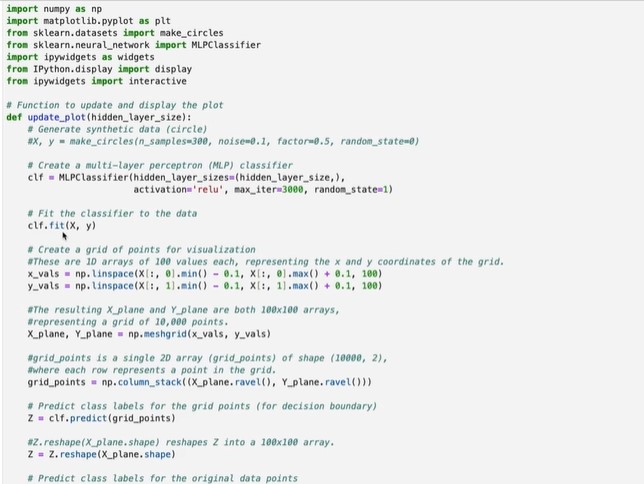 import numpy as np
import matplotlib.pyplot as plt
from sklearn.datasets import make_circles
from sklearn.neural_network import MLPClassifier
import ipywidgets as widgets
from IPython.display import display
from ipywidgets import interactive
# Function to update and display the plot
def update_plot(hidden_layer_size):
# Generate synthetic data (circle)
#X, y = make_circles(n_samples=300, noise=0.1, factor=0.5, random_state=0)
# Create a multi-layer perceptron (MLP) classifier
clf = MLPClassifier(hidden_layer_sizes=(hidden_layer_size,),
activation='relu', max_iter=3000, random_state=1)
# Fit the classifier to the data
clf.fit(X, y)
# Create a grid of points for visualization
#These are 1D arrays of 100 values each, representing the x and y coordinates of the grid.
x_vals = np.linspace(X[:, 0].min() - 0.1, X[:, 0].max() + 0.1, 100)
y_vals = np.linspace(X[:, 1].min() - 0.1, X[:, 1].max() + 0.1, 100)
#The resulting X_plane and Y_plane are both 100x100 arrays,
#representing a grid of 10,000 points.
X_plane, Y_plane = np.meshgrid(x_vals, y_vals)
#grid_points is a single 2D array (grid_points) of shape (10000, 2),
#where each row represents a point in the grid.
grid_points = np.column_stack((X_plane.ravel(), Y_plane.ravel()))
# Predict class labels for the grid points (for decision boundary)
Z = clf.predict(grid_points)
#Z.reshape(X_plane.shape) reshapes Z into a 100x100 array.
Z = Z.reshape(X_plane.shape)
# Predict class labels for the original data points